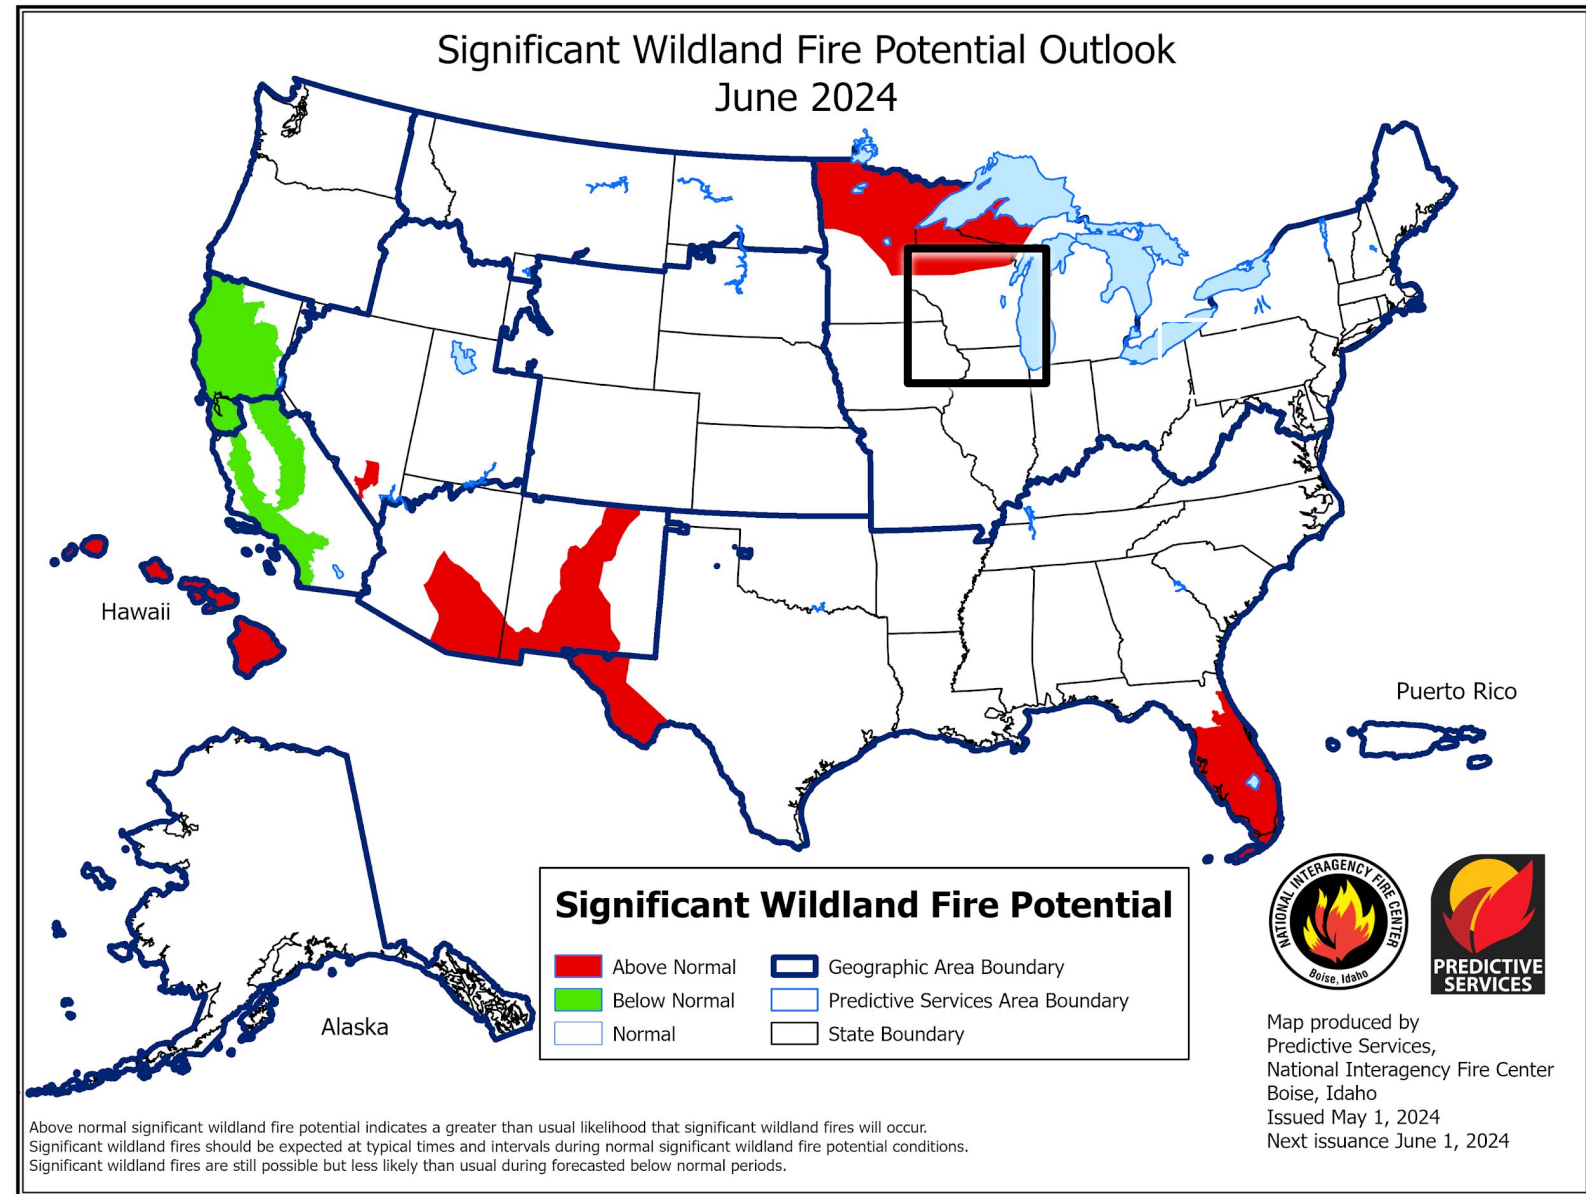 Significant Wildland Fire Potential Outlook
June 2024
Hawaii
Puerto Rico
Alaska
Significant Wildland Fire Potential
Above Normal
Below Normal
Normal
Geographic Area Boundary
Predictive Services Area Boundary
State Boundary
NATIONAL INTERAGENCY FIRE CENTER
Boise, Idaho
PREDICTIVE
SERVICES
Map produced by
Predictive Services,
National Interagency Fire Center
Boise, Idaho
Issued May 1, 2024
Next issuance June 1, 2024
Above normal significant wildland fire potential indicates a greater than usual likelihood that significant wildland fires will occur.
Significant wildland fires should be expected at typical times and intervals during normal significant wildland fire potential conditions.
Significant wildland fires are still possible but less likely than usual during forecasted below normal periods.